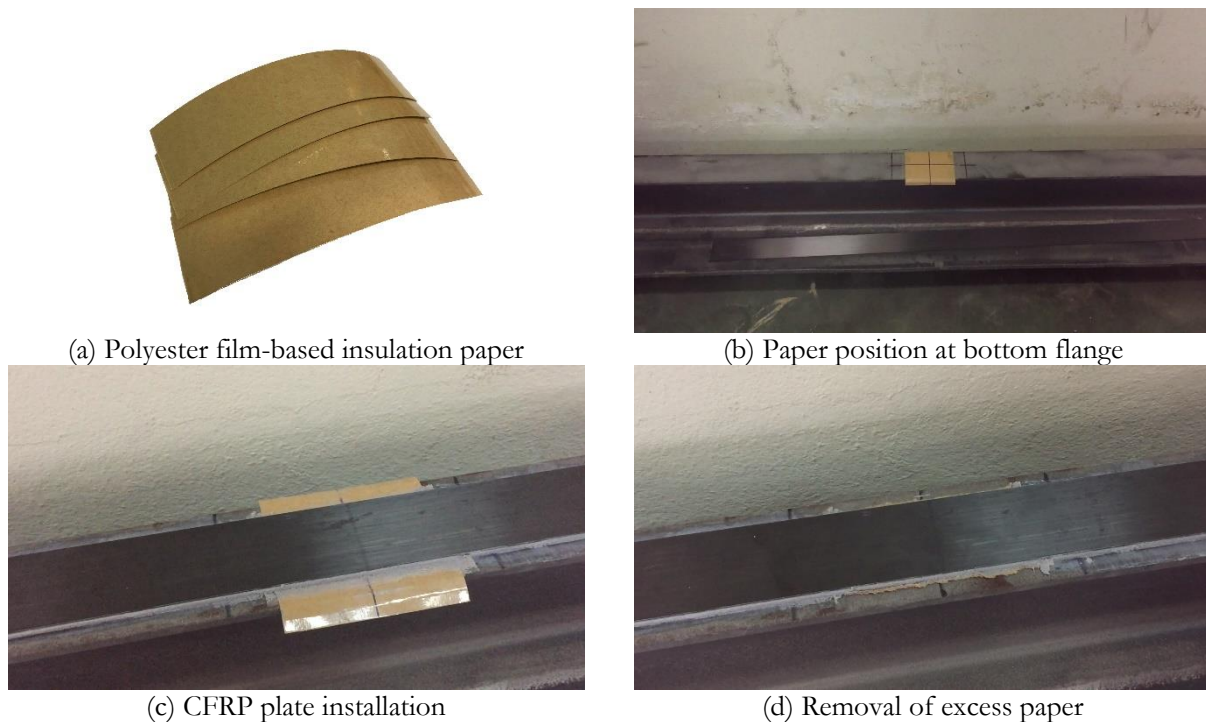 (a) Polyester film-based insulation paper
(b) Paper position at bottom flange
(c) CFRP plate installation
(d) Removal of excess paper